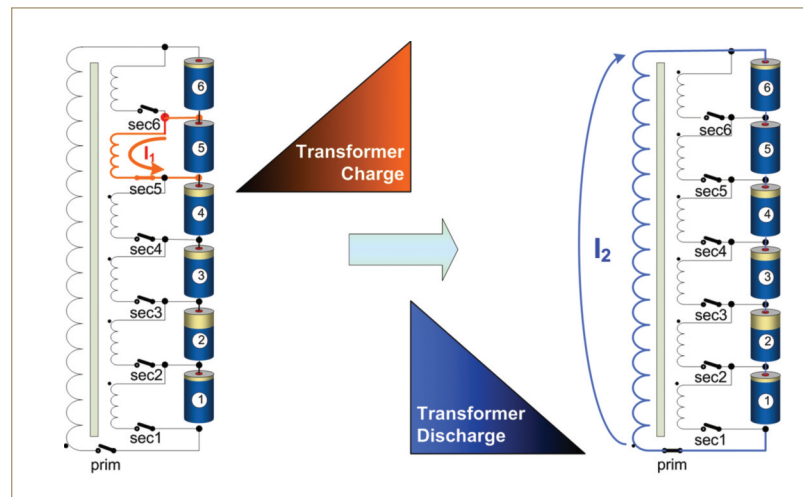 6
sec6
5
I1
sec5
4
sec4
3
sec3
2
sec2
1
sec1
prim
Transformer
Charge
Transformer
Discharge
I2
6
sec6
5
sec5
4
sec4
3
sec3
2
sec2
1
sec1
prim